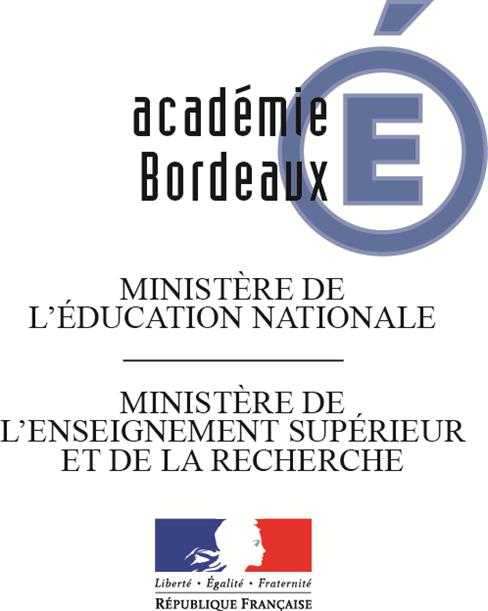 académie
Bordeaux
É
MINISTÈRE DE
L'ÉDUCATION NATIONALE
MINISTÈRE DE
L'ENSEIGNEMENT SUPÉRIEUR
ET DE LA RECHERCHE
Liberté • Égalité • Fraternité
RÉPUBLIQUE FRANÇAISE